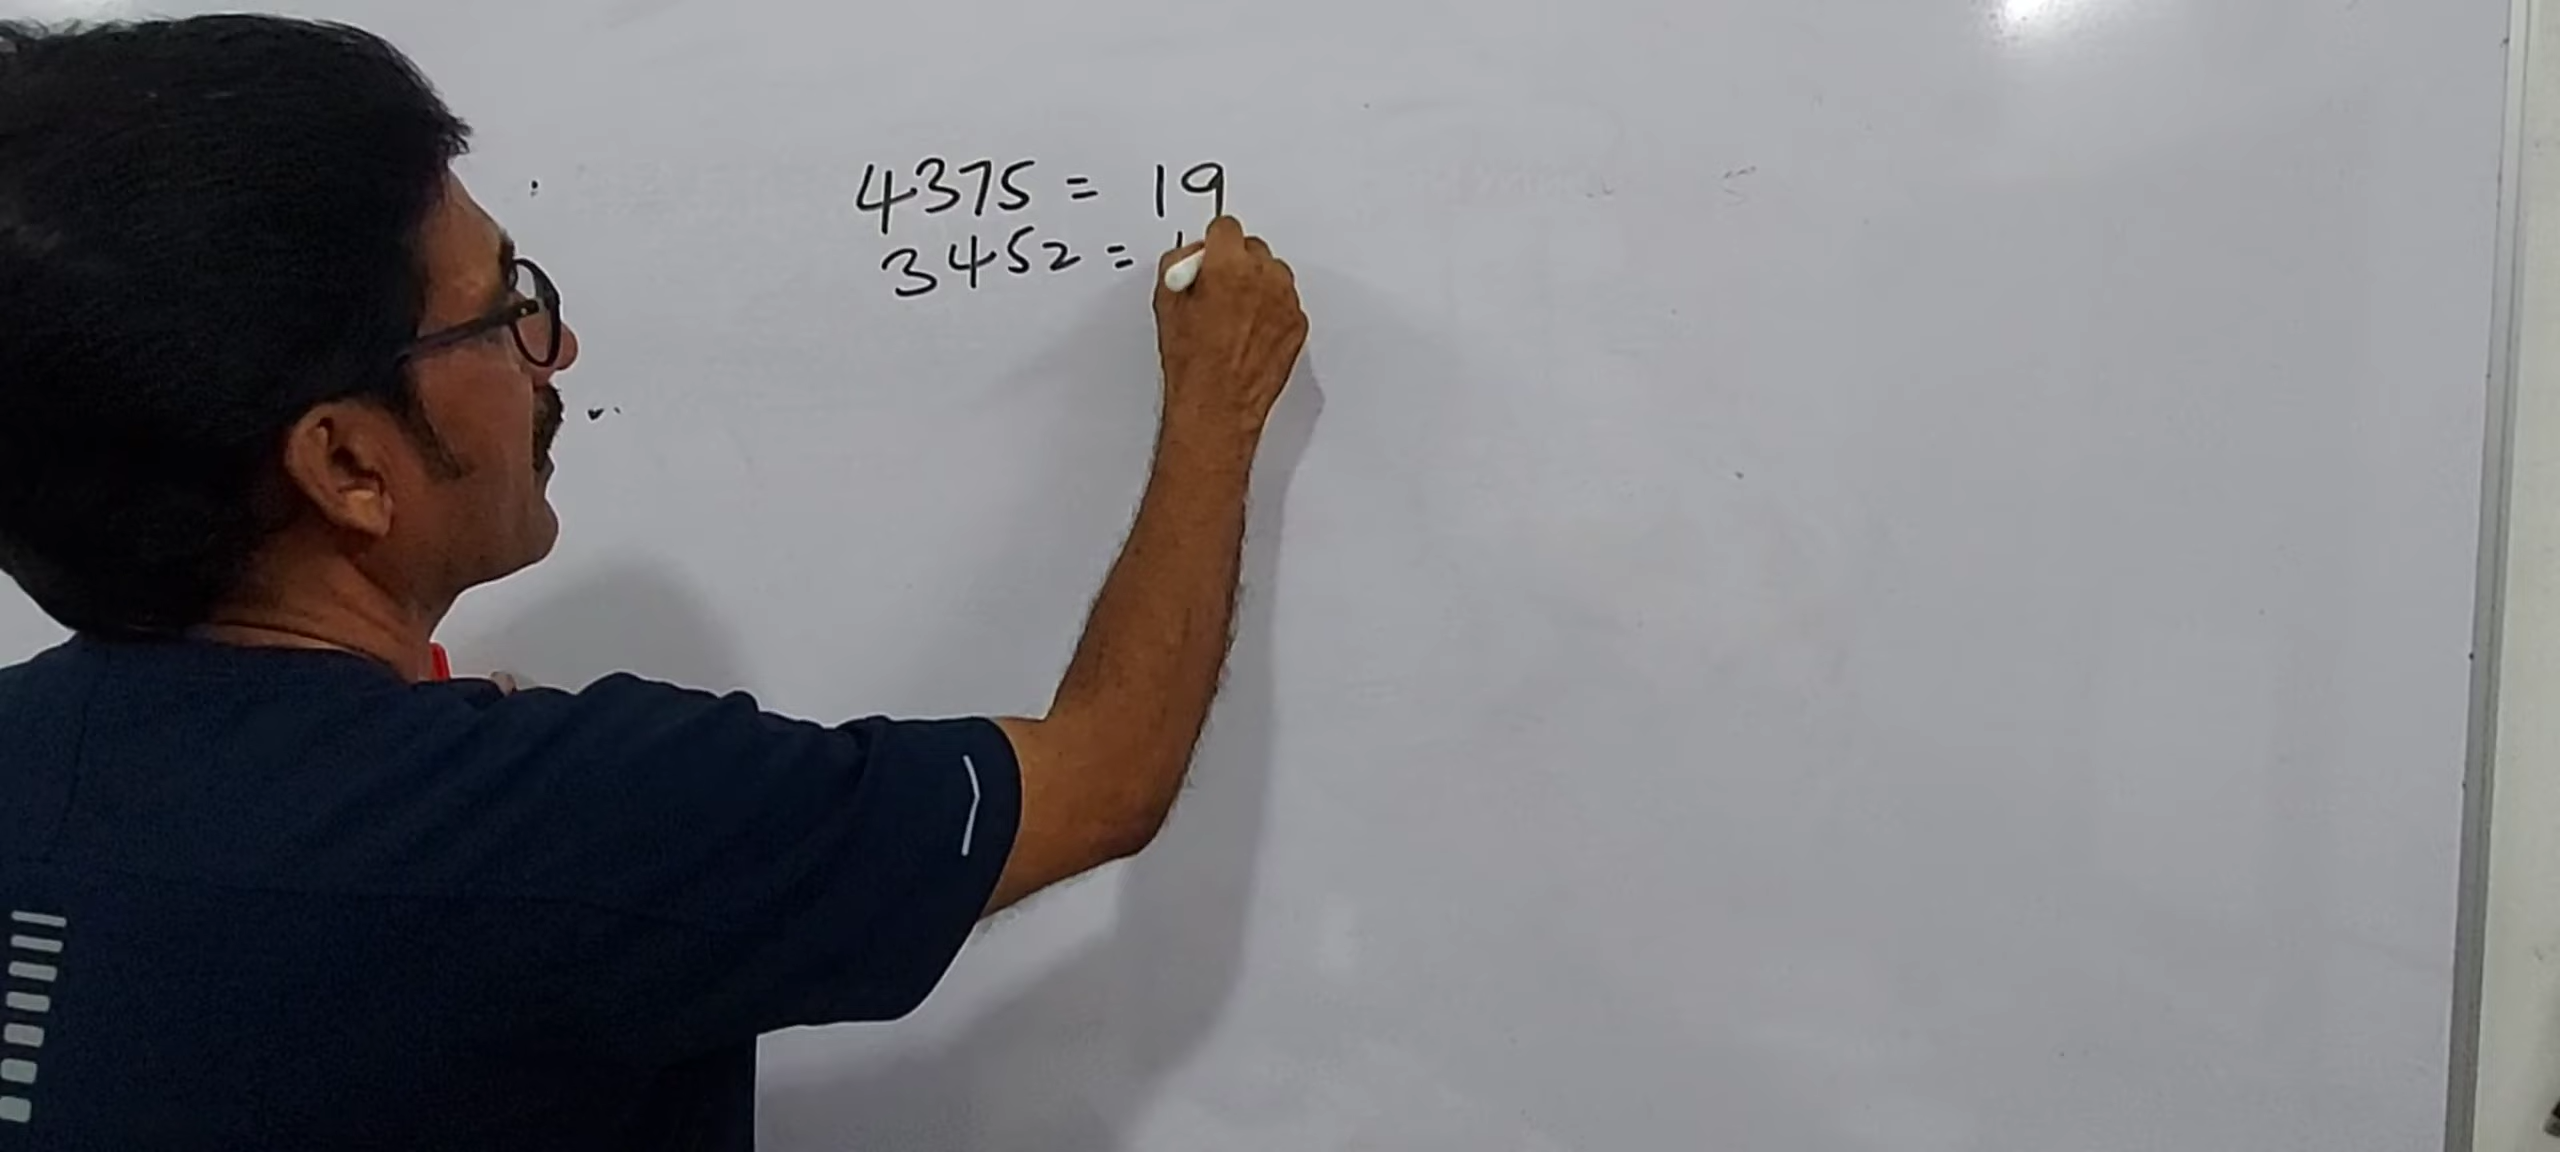 4375 = 19
3452 =